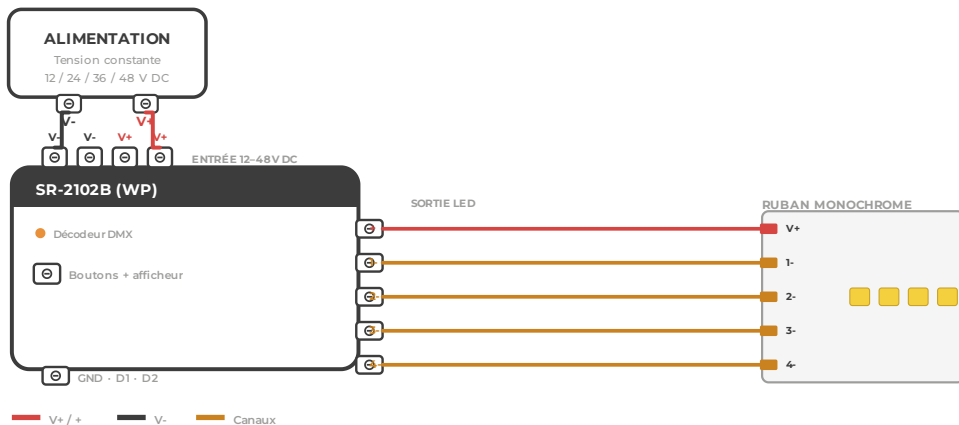 ALIMENTATION
Tension constante
12 / 24 / 36 / 48 V DC
V- V+
V- V- V+ V+
ENTRÉE 12–48V DC
SR-2102B (WP)
SORTIE LED
RUBAN MONOCHROME
Décodeur DMX
Boutons + afficheur
V+
1-
2-
3-
4-
GND · D1 · D2
V+ / + V- Canaux